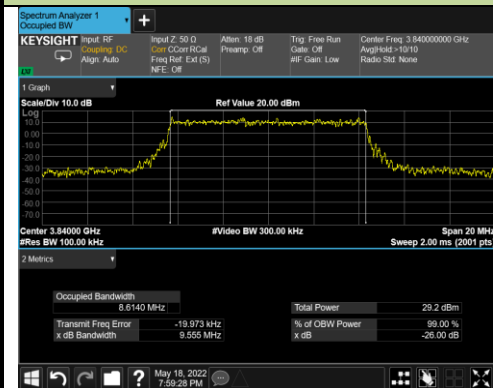 Spectrum Analyzer 1
Occupied BW
KEYSIGHT Input: RF Input Z: 50 Ω Atten: 18 dB Trig: Free Run Center Freq: 3.840000000 GHz
Coupling: DC Corr CCorr RCal Preamp: Off Gate: Off Avg|Hold:>10/10
Align: Auto Freq Ref: Ext (S) #IF Gain: Low Radio Std: None
NFE: Off
1 Graph
Scale/Div 10.0 dB Ref Value 20.00 dBm
Log
10.0
0.00
-10.0
-20.0
-30.0
-40.0
-50.0
-60.0
-70.0
Center 3.84000 GHz #Video BW 300.00 kHz Span 20 MHz
#Res BW 100.00 kHz Sweep 2.00 ms (2001 pts
2 Metrics
Occupied Bandwidth
8.6140 MHz Total Power 29.2 dBm
Transmit Freq Error -19.973 kHz % of OBW Power 99.00 %
x dB Bandwidth 9.555 MHz x dB -26.00 dB
May 18, 2022
7:59:28 PM